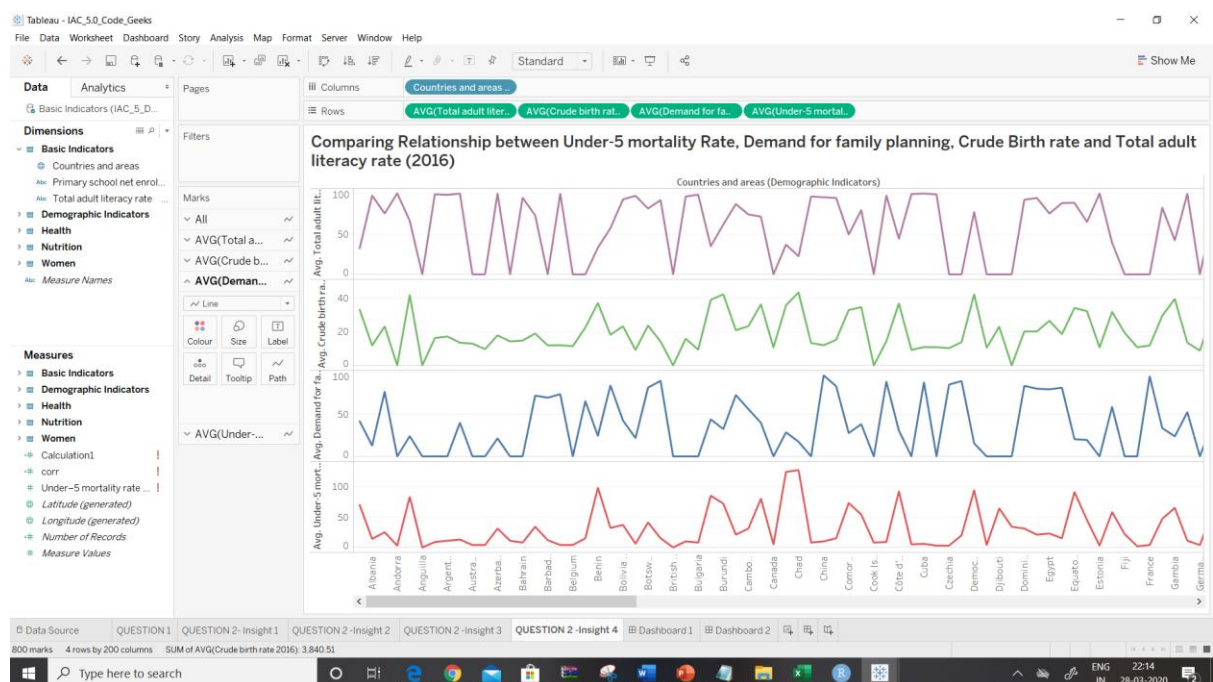 Tableau - IAC_5.0_Code_Geeks
File Data Worksheet Dashboard Story Analysis Map Format Server Window Help
Standard
Show Me
Data Analytics
Pages
Columns
Countries and areas ..
Basic Indicators (IAC_5_D...
Rows
AVG(Total adult liter.. AVG(Crude birth rat.. AVG(Demand for fa.. AVG(Under-5 mortal..
Dimensions
Basic Indicators
Countries and areas
Abc Primary school net enrol...
Abc Total adult literacy rate ...
Demographic Indicators
Health
Nutrition
Women
Abc Measure Names
Measures
Basic Indicators
Demographic Indicators
Health
Nutrition
Women
Calculation1 !
corr !
Under-5 mortality rate ... !
Latitude (generated)
Longitude (generated)
Number of Records
Measure Values
Filters
Marks
All
AVG(Total a...
AVG(Crude b...
AVG(Deman...
Line
Colour Size Label
Detail Tooltip Path
AVG(Under-...
Comparing Relationship between Under-5 mortality Rate, Demand for family planning, Crude Birth rate and Total adult
literacy rate (2016)
Countries and areas (Demographic Indicators)
Avg. Total adult lit..
100
50
0
Avg. Crude birth ra..
40
20
0
Avg. Demand for fa..
100
50
0
Avg. Under-5 mort..
100
50
0
Albania
Andorra
Anguilla
Argent..
Austra..
Azerba..
Bahrain
Barbad..
Belgium
Benin
Bolivia ..
Botsw..
British ..
Bulgaria
Burundi
Cambo..
Canada
Chad
China
Comor..
Cook Is..
Côte d'..
Cuba
Czechia
Democ..
Djibouti
Domini..
Egypt
Equato..
Estonia
Fiji
France
Gambia
Germa..
Data Source QUESTION 1 QUESTION 2- Insight 1 QUESTION 2 -Insight 2 QUESTION 2 -Insight 3 QUESTION 2 -Insight 4 Dashboard 1 Dashboard 2
800 marks 4 rows by 200 columns SUM of AVG(Crude birth rate 2016): 3,840.51
Type here to search
ENG
IN
22:14
28-03-2020